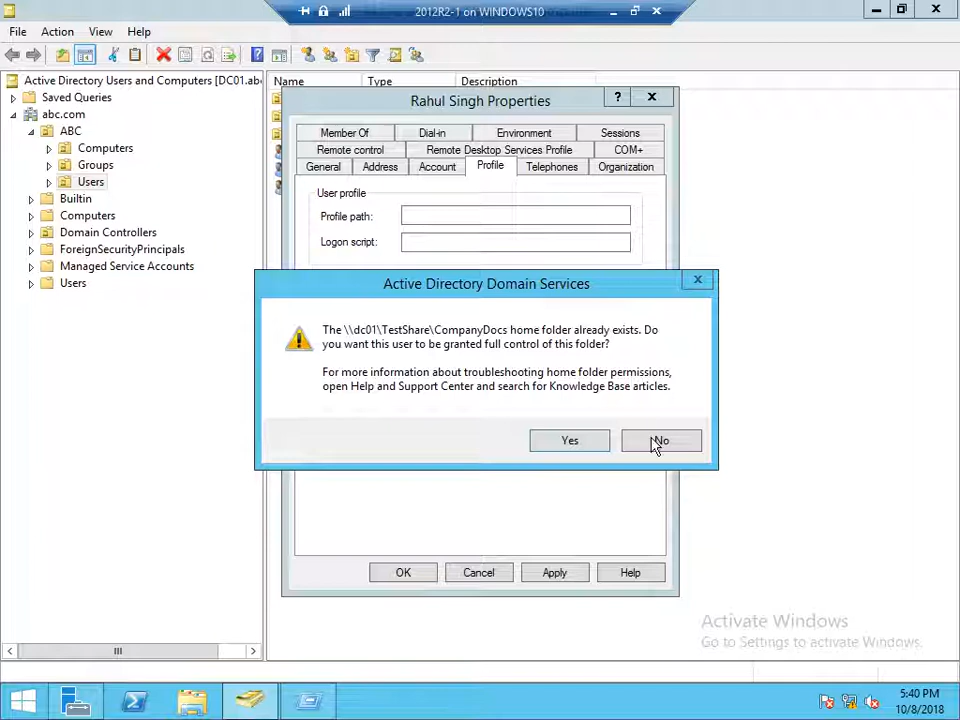 2012R2-1 on WINDOWS10
File Action View Help
Active Directory Users and Computers [DC01.abc
Saved Queries
abc.com
ABC
Computers
Groups
Users
Builtin
Computers
Domain Controllers
ForeignSecurityPrincipals
Managed Service Accounts
Users
Name Type Description
Rahul Singh Properties
?
Member Of Dial-in Environment Sessions
Remote control Remote Desktop Services Profile COM+
General Address Account Profile Telephones Organization
User profile
Profile path:
Logon script:
Active Directory Domain Services
The \\dc01\TestShare\CompanyDocs home folder already exists. Do
you want this user to be granted full control of this folder?
For more information about troubleshooting home folder permissions,
open Help and Support Center and search for Knowledge Base articles.
Yes No
OK Cancel Apply Help
Activate Windows
Go to Settings to activate Windows.
5:40 PM
10/8/2018